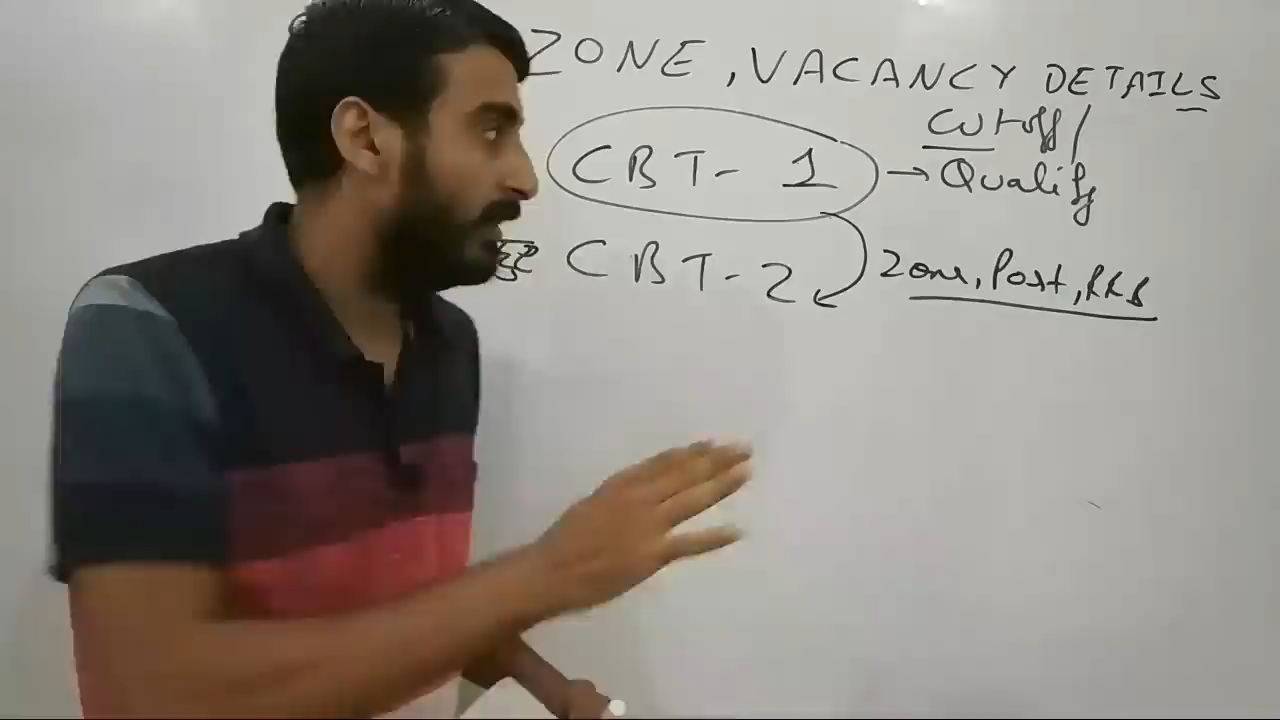 ZONE, VACANCY DETAILS
Cutoff/
CBT- 1 → Qualify
CBT-2
Zone, Post, RRB